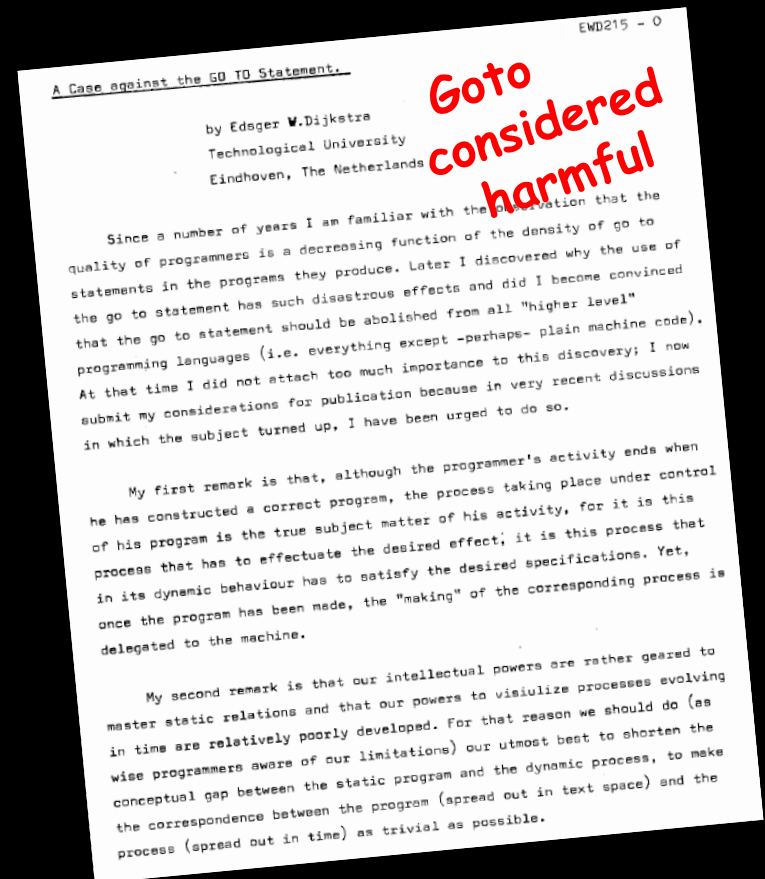 EWD215 - 0
A Case against the GO TO Statement.
by Edsger W.Dijkstra
Technological University
Eindhoven, The Netherlands
Goto
considered
harmful
Since a number of years I am familiar with the observation that the
quality of programmers is a decreasing function of the density of go to
statements in the programs they produce. Later I discovered why the use of
the go to statement has such disastrous effects and did I become convinced
that the go to statement should be abolished from all "higher level"
programming languages (i.e. everything except -perhaps- plain machine code).
At that time I did not attach too much importance to this discovery; I now
submit my considerations for publication because in very recent discussions
in which the subject turned up, I have been urged to do so.
My first remark is that, although the programmer's activity ends when
he has constructed a correct program, the process taking place under control
of his program is the true subject matter of his activity, for it is this
process that has to effectuate the desired effect; it is this process that
in its dynamic behaviour has to satisfy the desired specifications. Yet,
once the program has been made, the "making" of the corresponding process is
delegated to the machine.
My second remark is that our intellectual powers are rather geared to
master static relations and that our powers to visiulize processes evolving
in time are relatively poorly developed. For that reason we should do (as
wise programmers aware of our limitations) our utmost best to shorten the
conceptual gap between the static program and the dynamic process, to make
the correspondence between the program (spread out in text space) and the
process (spread out in time) as trivial as possible.